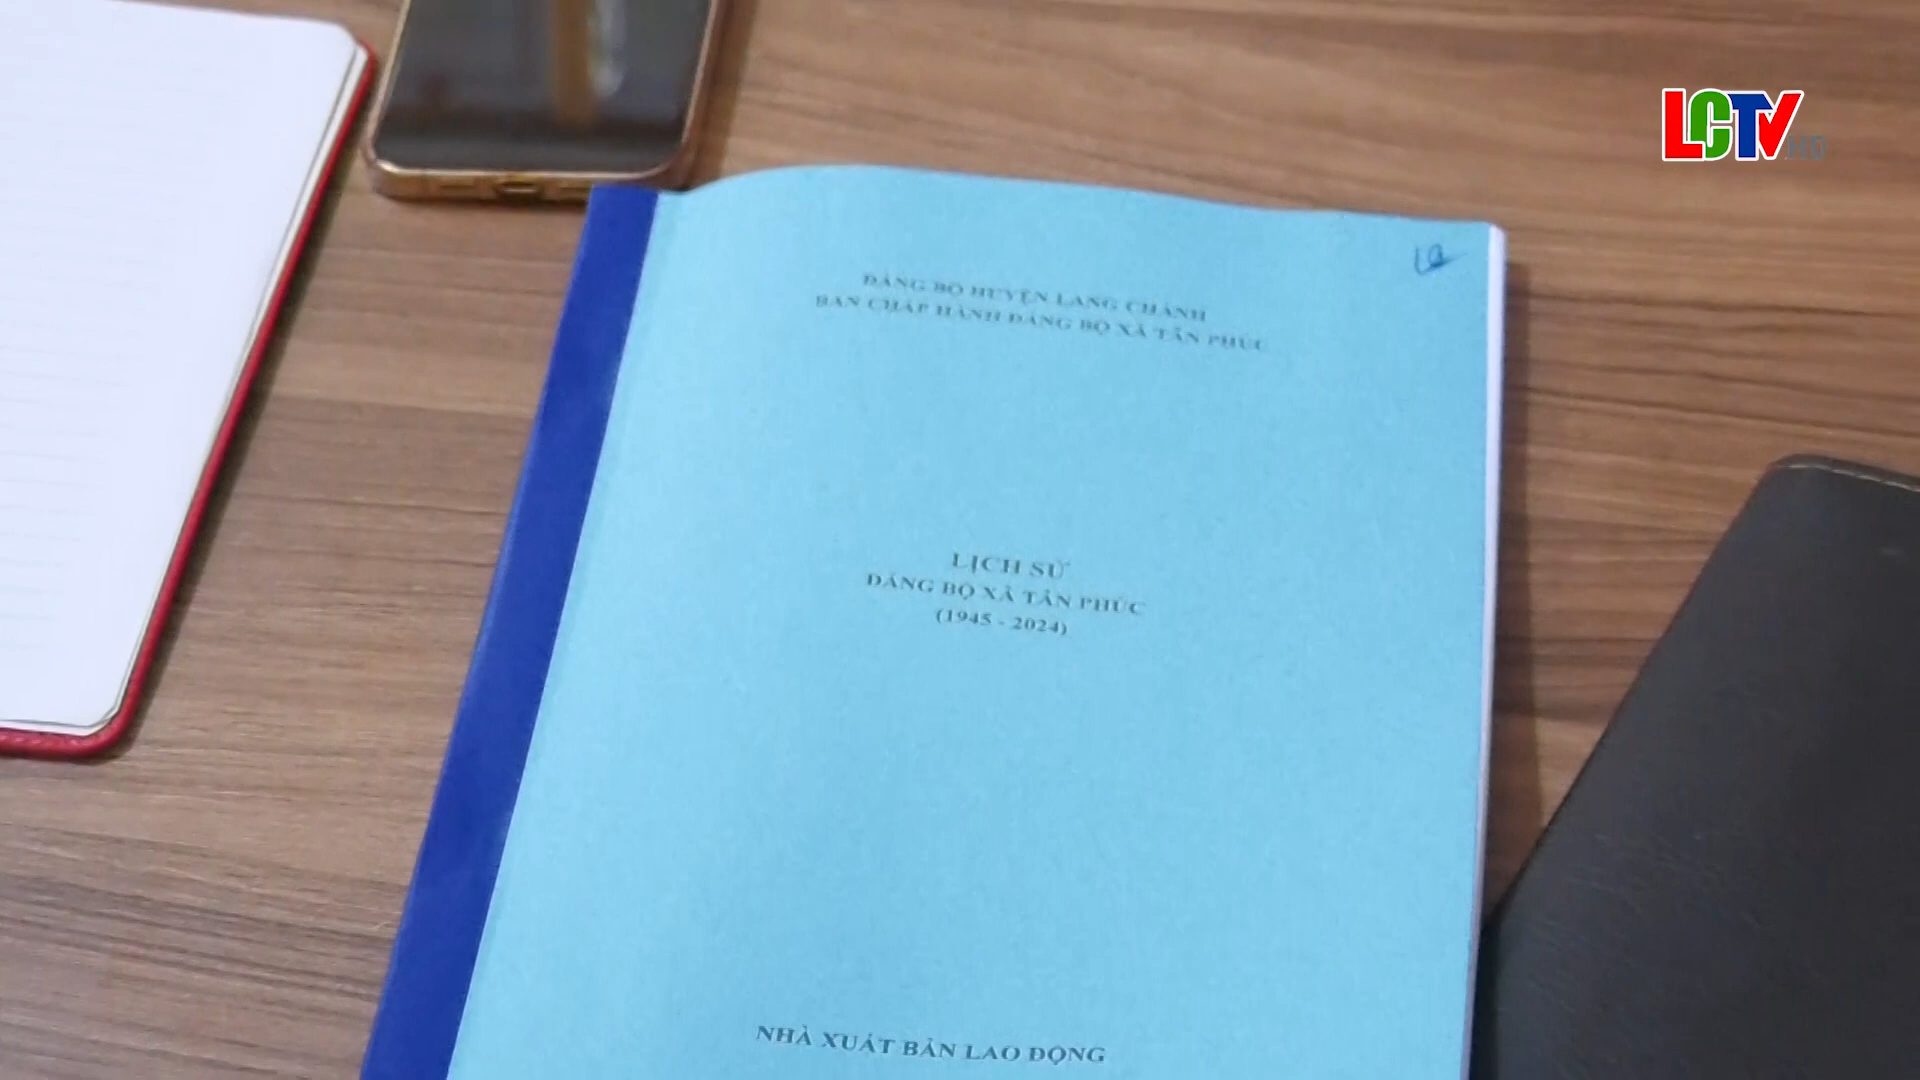 LCTV HD
ĐẢNG BỘ HUYỆN LANG CHÁNH
BAN CHẤP HÀNH ĐẢNG BỘ XÃ TÂN PHÚC
LỊCH SỬ
ĐẢNG BỘ XÃ TÂN PHÚC
(1945 - 2024)
NHÀ XUẤT BẢN LAO ĐỘNG